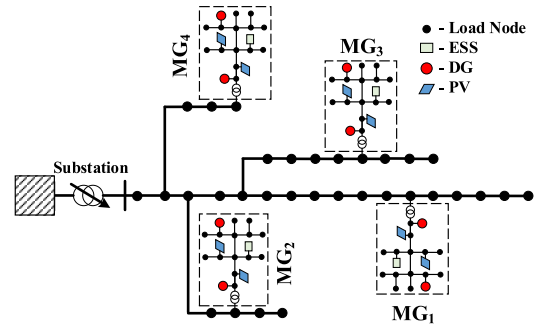 MG4
MG3
- Load Node
- ESS
- DG
- PV
Substation
MG2
MG1